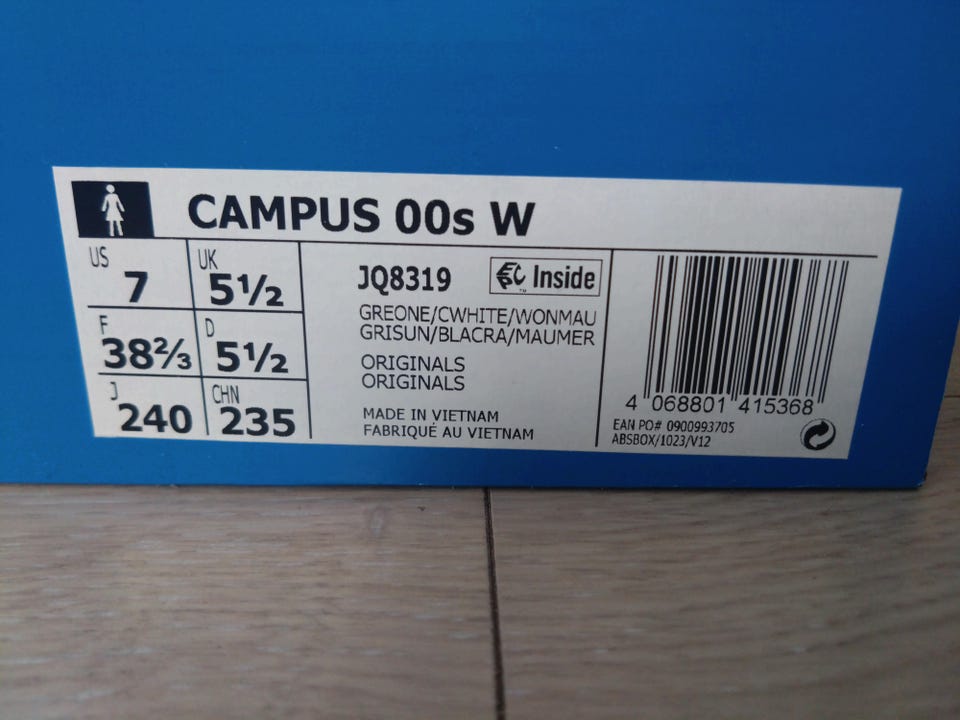 CAMPUS 00s W
US 7
UK 5½
F 38⅔
D 5½
J 240
CHN 235
JQ8319
Inside
GREONE/CWHITE/WONMAU
GRISUN/BLACRA/MAUMER
ORIGINALS
ORIGINALS
MADE IN VIETNAM
FABRIQUÉ AU VIETNAM
4 068801 415368
EAN PO# 0900993705
ABSBOX/1023/V12